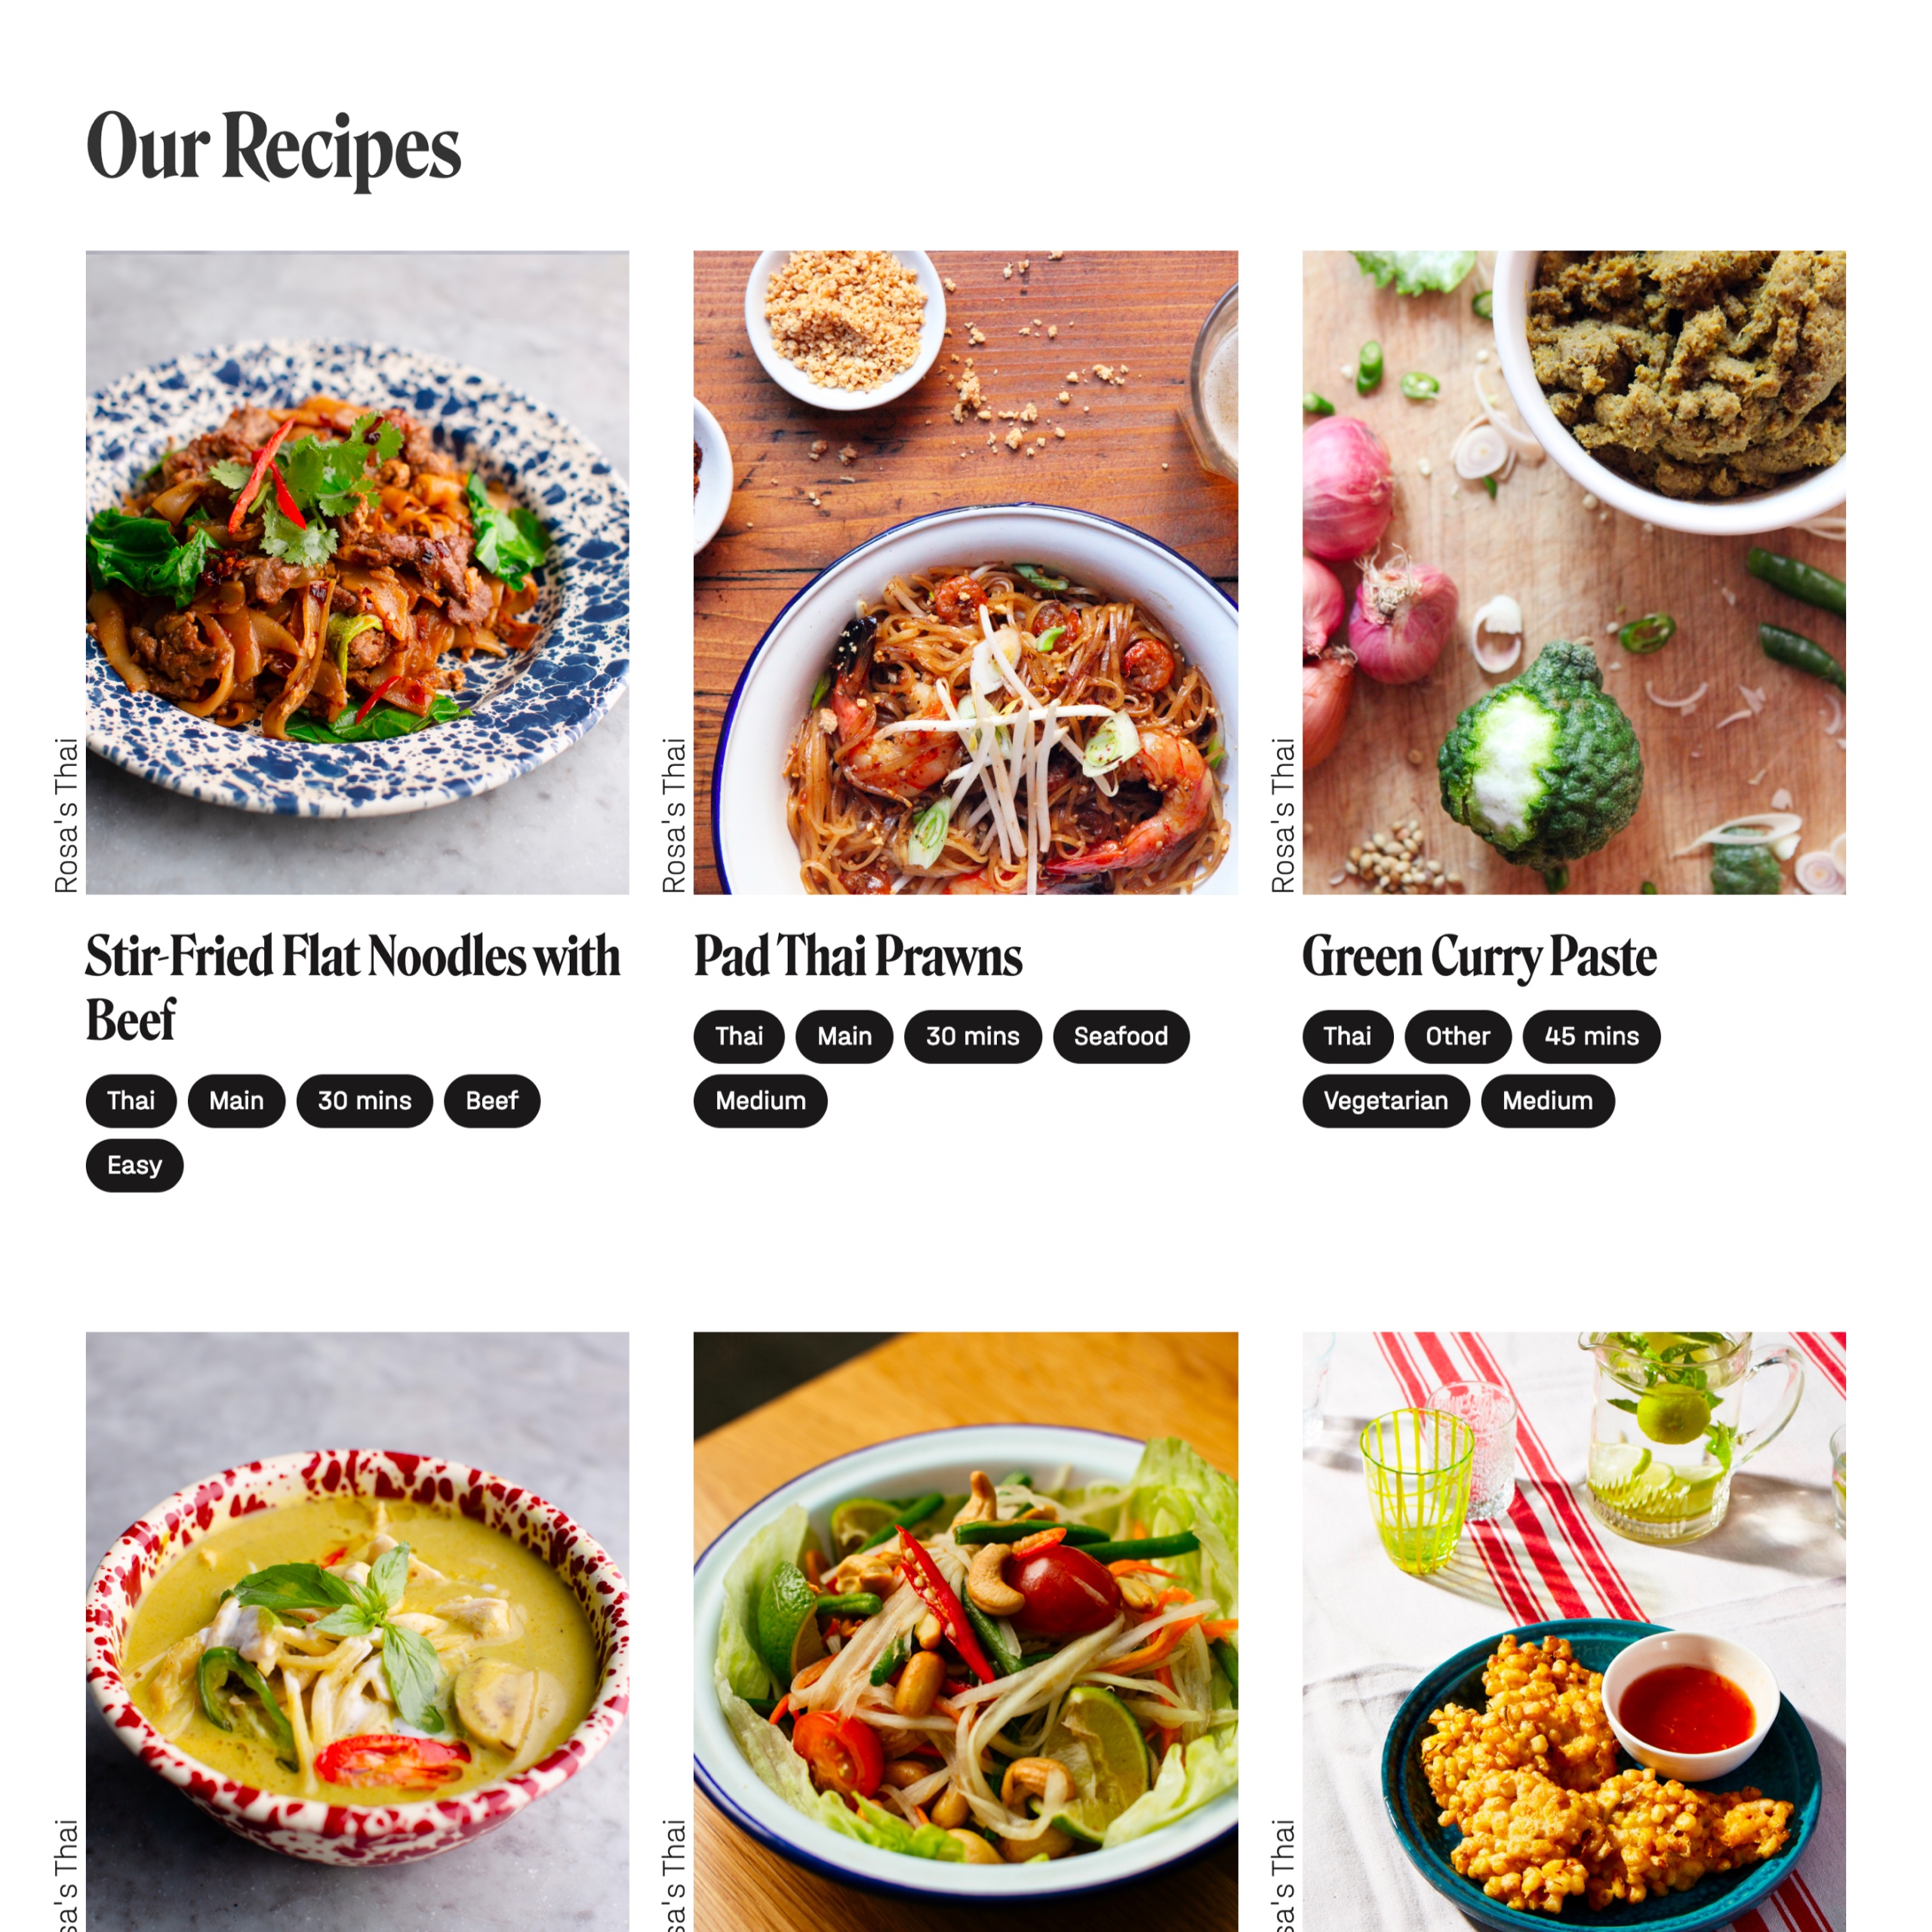 Our Recipes
Rosa's Thai
Rosa's Thai
Rosa's Thai
Stir-Fried Flat Noodles with
Beef
Thai Main 30 mins Beef
Easy
Pad Thai Prawns
Thai Main 30 mins Seafood
Medium
Green Curry Paste
Thai Other 45 mins
Vegetarian Medium
sa's Thai
sa's Thai
sa's Thai